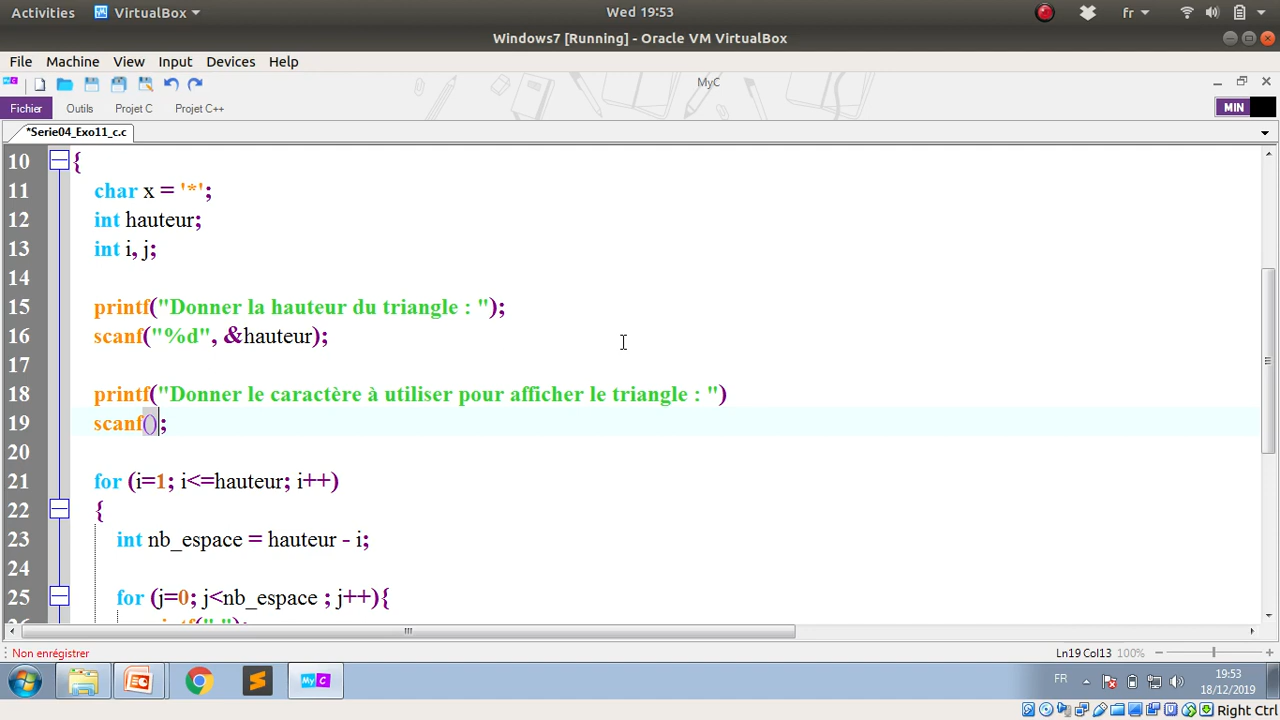 Activities VirtualBox Wed 19:53 fr
Windows7 [Running] - Oracle VM VirtualBox
File Machine View Input Devices Help
MyC
Fichier Outils Projet C Projet C++ MIN
*Serie04_Exo11_c.c
10 {
11 char x = '*';
12 int hauteur;
13 int i, j;
14
15 printf("Donner la hauteur du triangle : ");
16 scanf("%d", &hauteur);
17
18 printf("Donner le caractère à utiliser pour afficher le triangle : ")
19 scanf();
20
21 for (i=1; i<=hauteur; i++)
22 {
23 int nb_espace = hauteur - i;
24
25 for (j=0; j<nb_espace ; j++){
Non enregistrer Ln19 Col13 100%
My C FR 19:53
18/12/2019
Right Ctrl